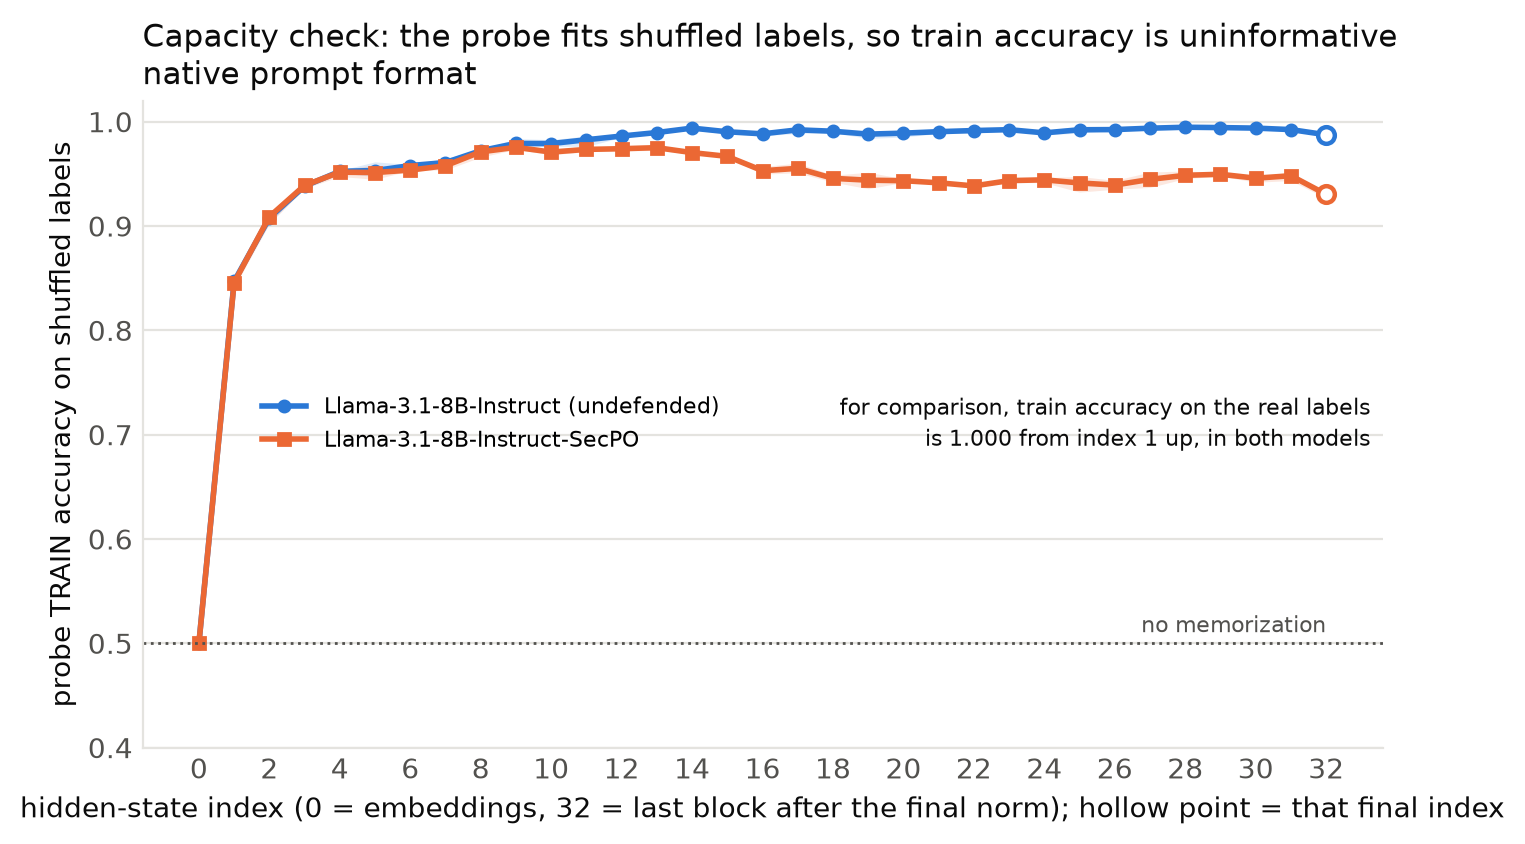 Capacity check: the probe fits shuffled labels, so train accuracy is uninformative
native prompt format
probe TRAIN accuracy on shuffled labels
1.0
0.9
0.8
0.7
0.6
0.5
0.4
Llama-3.1-8B-Instruct (undefended)
Llama-3.1-8B-Instruct-SecPO
for comparison, train accuracy on the real labels
is 1.000 from index 1 up, in both models
no memorization
0 2 4 6 8 10 12 14 16 18 20 22 24 26 28 30 32
hidden-state index (0 = embeddings, 32 = last block after the final norm); hollow point = that final index